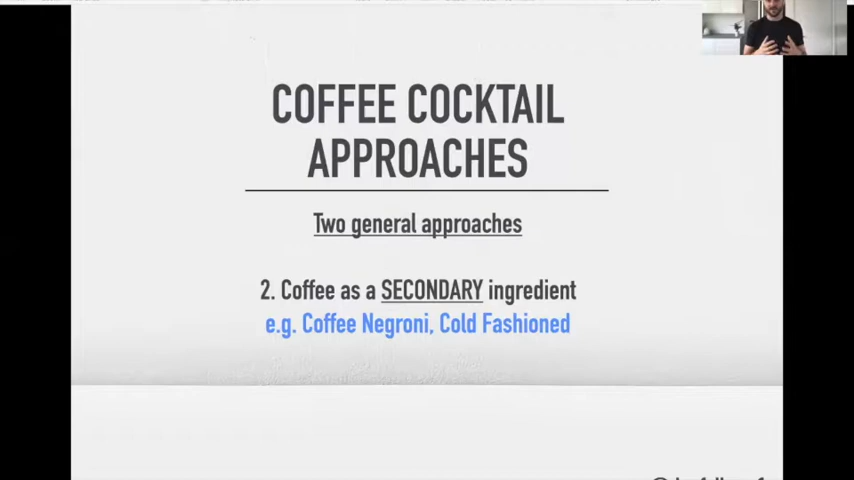 COFFEE COCKTAIL
APPROACHES
Two general approaches
2. Coffee as a SECONDARY ingredient
e.g. Coffee Negroni, Cold Fashioned